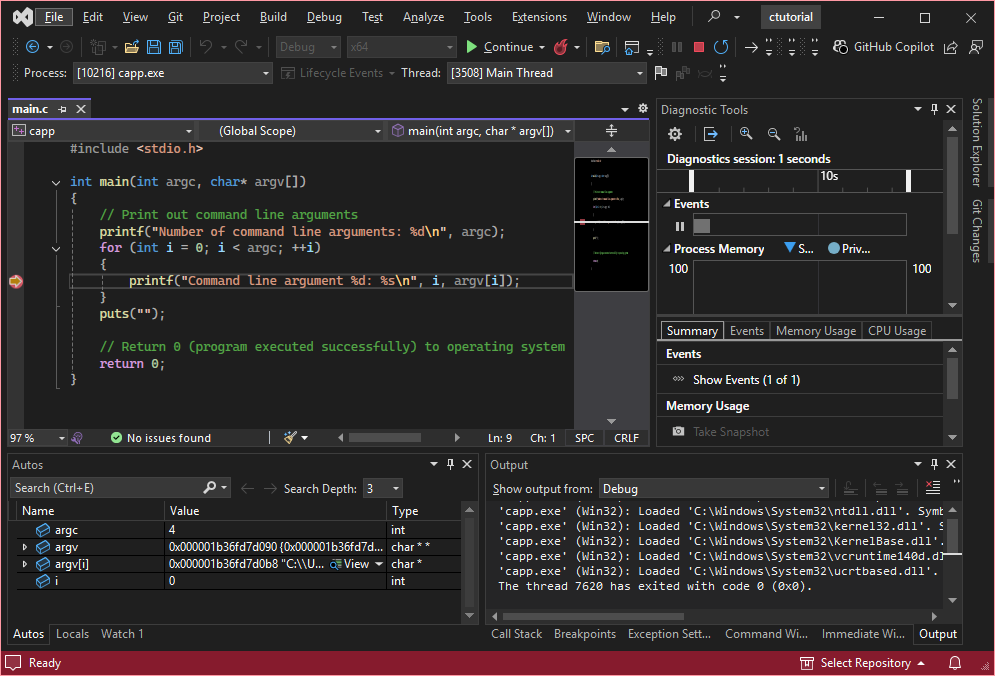 File Edit View Git Project Build Debug Test Analyze Tools Extensions Window Help ctutorial
Debug x64 Continue GitHub Copilot
Process: [10216] capp.exe Lifecycle Events Thread: [3508] Main Thread
main.c
capp (Global Scope) main(int argc, char * argv[])
#include <stdio.h>
int main(int argc, char* argv[])
{
// Print out command line arguments
printf("Number of command line arguments: %d\n", argc);
for (int i = 0; i < argc; ++i)
{
printf("Command line argument %d: %s\n", i, argv[i]);
}
puts("");
// Return 0 (program executed successfully) to operating system
return 0;
}
97 % No issues found Ln: 9 Ch: 1 SPC CRLF
Diagnostic Tools
Diagnostics session: 1 seconds
10s
Events
Process Memory S... Priv...
100 100
Summary Events Memory Usage CPU Usage
Events
Show Events (1 of 1)
Memory Usage
Take Snapshot
Solution Explorer
Git Changes
Autos
Search (Ctrl+E) Search Depth: 3
Name Value Type
argc 4 int
argv 0x000001b36fd7d090 {0x000001b36fd7d... char * *
argv[i] 0x000001b36fd7d0b8 "C:\\U... View char *
i 0 int
Autos Locals Watch 1
Output
Show output from: Debug
'capp.exe' (Win32): Loaded 'C:\Windows\System32\ntdll.dll'. Symb
'capp.exe' (Win32): Loaded 'C:\Windows\System32\kernel32.dll'. S
'capp.exe' (Win32): Loaded 'C:\Windows\System32\KernelBase.dll'.
'capp.exe' (Win32): Loaded 'C:\Windows\System32\vcruntime140d.dl
'capp.exe' (Win32): Loaded 'C:\Windows\System32\ucrtbased.dll'.
The thread 7620 has exited with code 0 (0x0).
Call Stack Breakpoints Exception Sett... Command Wi... Immediate Wi... Output
Ready Select Repository